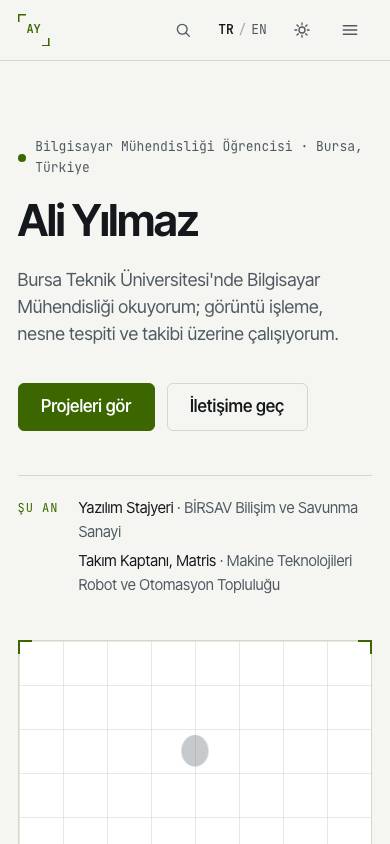 AY
TR / EN
Bilgisayar Mühendisliği Öğrencisi · Bursa,
Türkiye
Ali Yılmaz
Bursa Teknik Üniversitesi'nde Bilgisayar
Mühendisliği okuyorum; görüntü işleme,
nesne tespiti ve takibi üzerine çalışıyorum.
Projeleri gör
İletişime geç
ŞU AN
Yazılım Stajyeri · BİRSAV Bilişim ve Savunma
Sanayi
Takım Kaptanı, Matris · Makine Teknolojileri
Robot ve Otomasyon Topluluğu